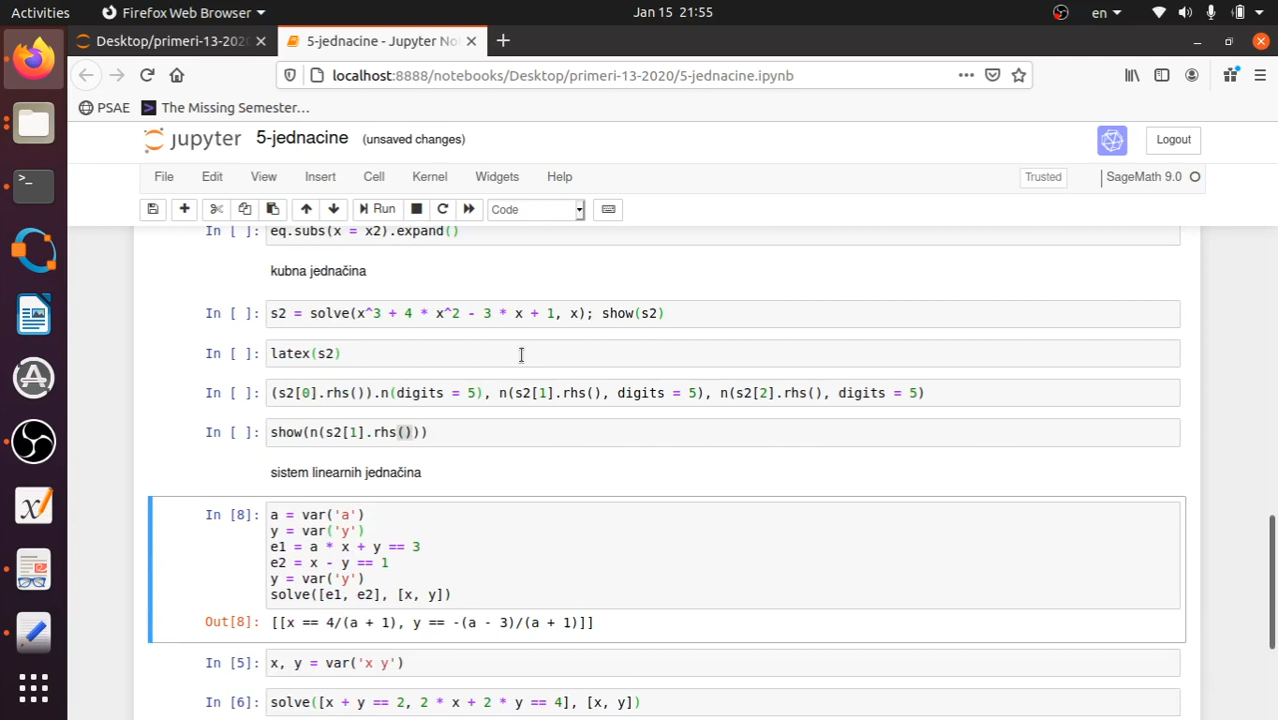 Activities Firefox Web Browser Jan 15 21:55 en
Desktop/primeri-13-202 5-jednacine - Jupyter No
localhost:8888/notebooks/Desktop/primeri-13-2020/5-jednacine.ipynb
PSAE The Missing Semester…
jupyter 5-jednacine (unsaved changes) Logout
File Edit View Insert Cell Kernel Widgets Help Trusted SageMath 9.0
Run Code
In [ ]: eq.subs(x = x2).expand()
kubna jednačina
In [ ]: s2 = solve(x^3 + 4 * x^2 - 3 * x + 1, x); show(s2)
In [ ]: latex(s2)
In [ ]: (s2[0].rhs()).n(digits = 5), n(s2[1].rhs(), digits = 5), n(s2[2].rhs(), digits = 5)
In [ ]: show(n(s2[1].rhs()))
sistem linearnih jednačina
In [8]: a = var('a')
y = var('y')
e1 = a * x + y == 3
e2 = x - y == 1
y = var('y')
solve([e1, e2], [x, y])
Out[8]: [[x == 4/(a + 1), y == -(a - 3)/(a + 1)]]
In [5]: x, y = var('x y')
In [6]: solve([x + y == 2, 2 * x + 2 * y == 4], [x, y])